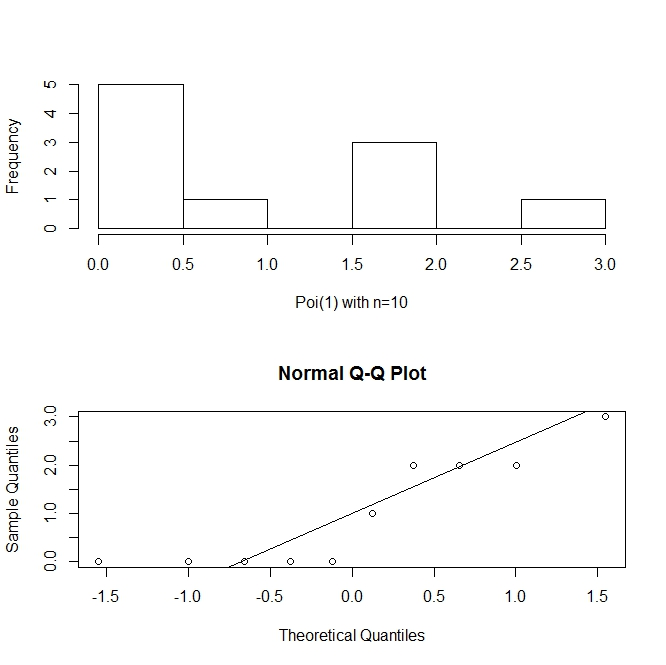 Frequency
5
4
3
2
1
0
0.0 0.5 1.0 1.5 2.0 2.5 3.0
Poi(1) with n=10
Normal Q-Q Plot
Sample Quantiles
3.0
2.0
1.0
0.0
-1.5 -1.0 -0.5 0.0 0.5 1.0 1.5
Theoretical Quantiles